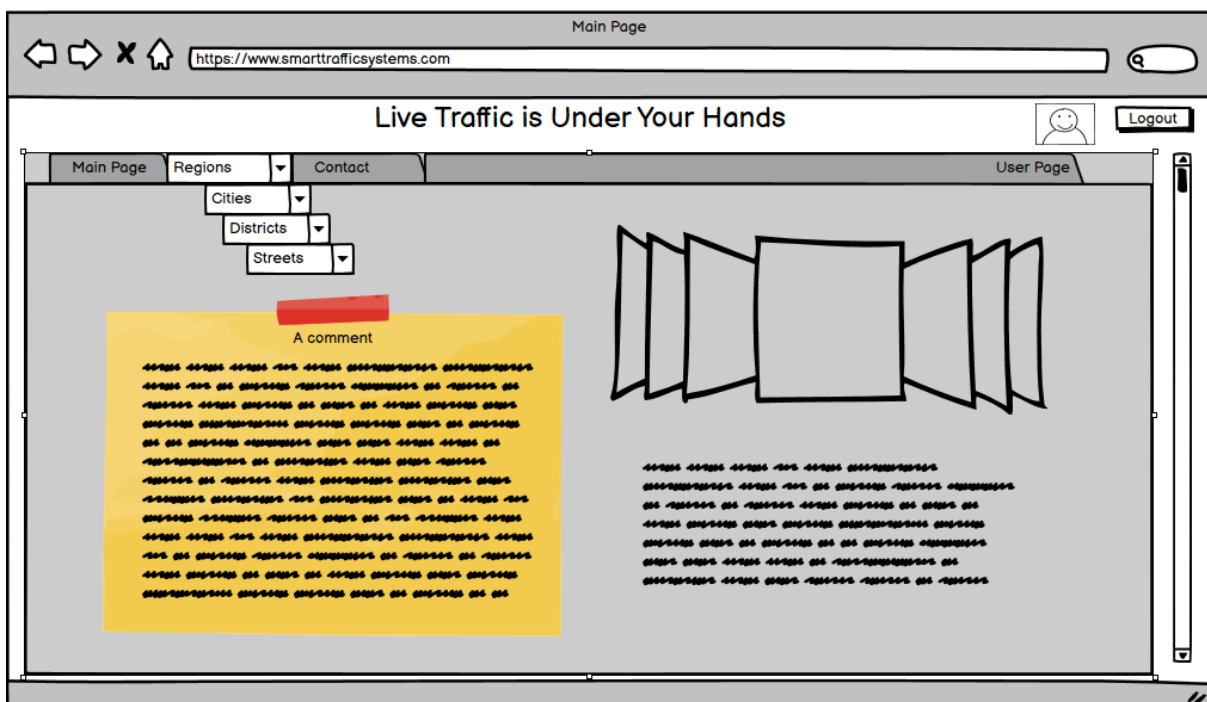 Main Page
https://www.smarttrafficsystems.com
Live Traffic is Under Your Hands
Logout
Main Page Regions Contact User Page
Cities
Districts
Streets
A comment